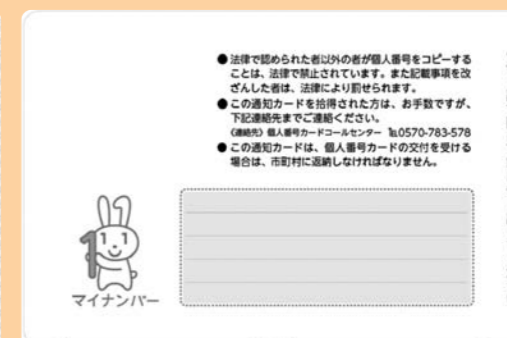 ●法律で認められた者以外の者が個人番号をコピーする
ことは、法律で禁止されています。また記載事項を改
ざんした者は、法律により罰せられます。
●この通知カードを拾得された方は、お手数ですが、
下記連絡先までご連絡ください。
《連絡先》個人番号カードコールセンター ℡0570-783-578
●この通知カードは、個人番号カードの交付を受ける
場合は、市町村に返納しなければなりません。
1
マイナンバー